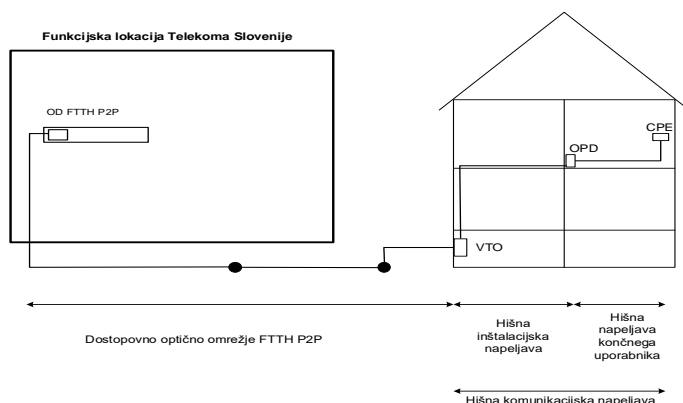 Funkcijska lokacija Telekoma Slovenije
OD FTTH P2P
CPE
OPD
VTO
Dostopovno optično omrežje FTTH P2P
Hišna
inštalacijska
napeljava
Hišna
napeljava
končnega
uporabnika
Hišna komunikacijska napeljava